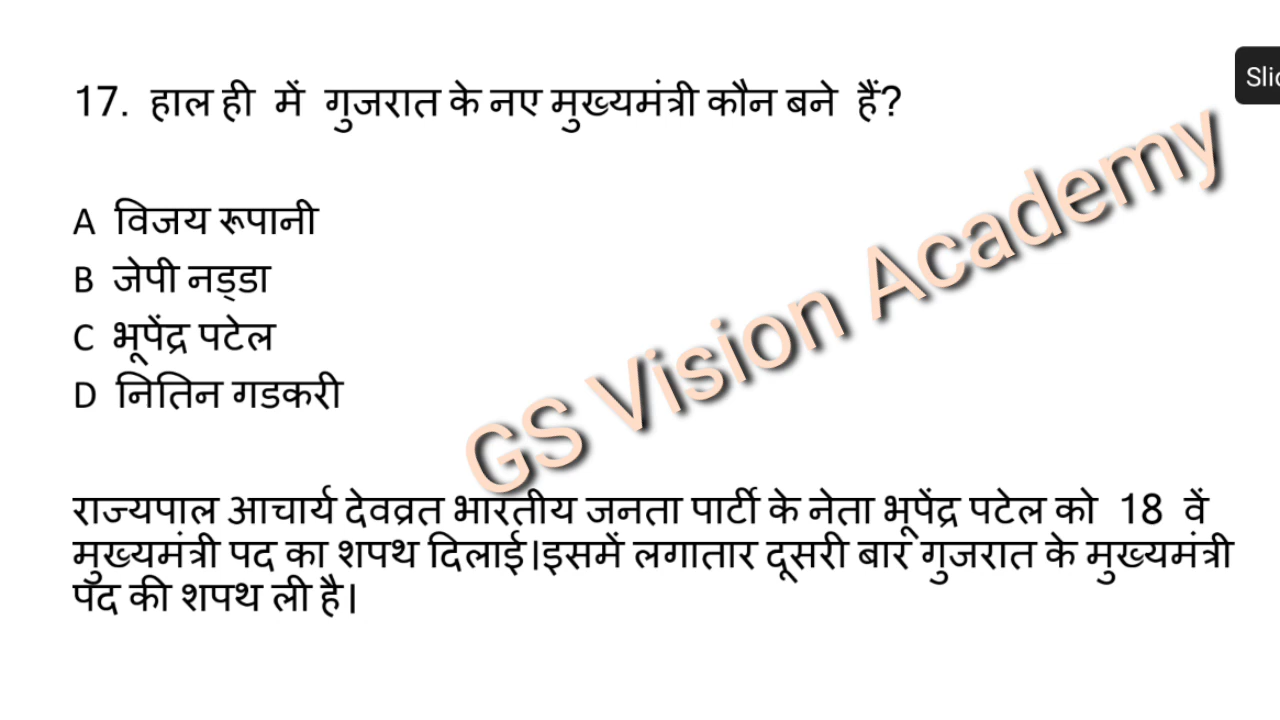 Slid
17. हाल ही में गुजरात के नए मुख्यमंत्री कौन बने हैं?
A विजय रूपानी
B जेपी नड्डा
C भूपेंद्र पटेल
D नितिन गडकरी
GS Vision Academy
राज्यपाल आचार्य देवव्रत भारतीय जनता पार्टी के नेता भूपेंद्र पटेल को 18 वें
मुख्यमंत्री पद का शपथ दिलाई|इसमें लगातार दूसरी बार गुजरात के मुख्यमंत्री
पद की शपथ ली है|